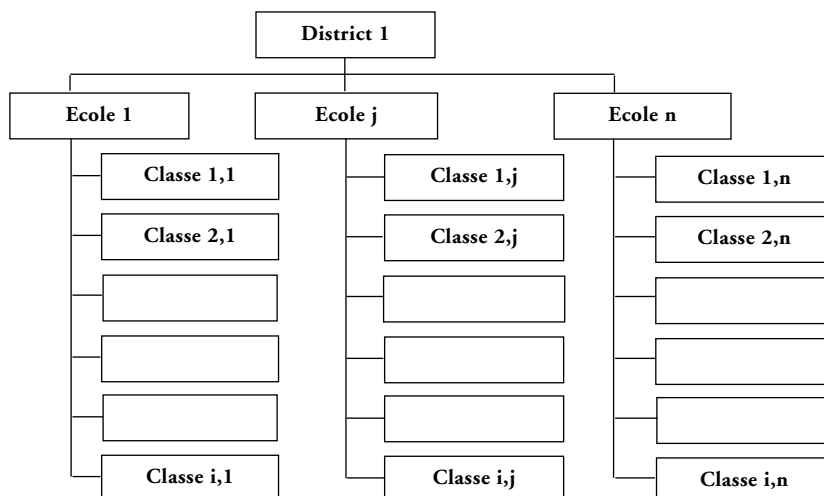 District 1
Ecole 1
Ecole j
Ecole n
Classe 1,1
Classe 1,j
Classe 1,n
Classe 2,1
Classe 2,j
Classe 2,n
Classe i,1
Classe i,j
Classe i,n